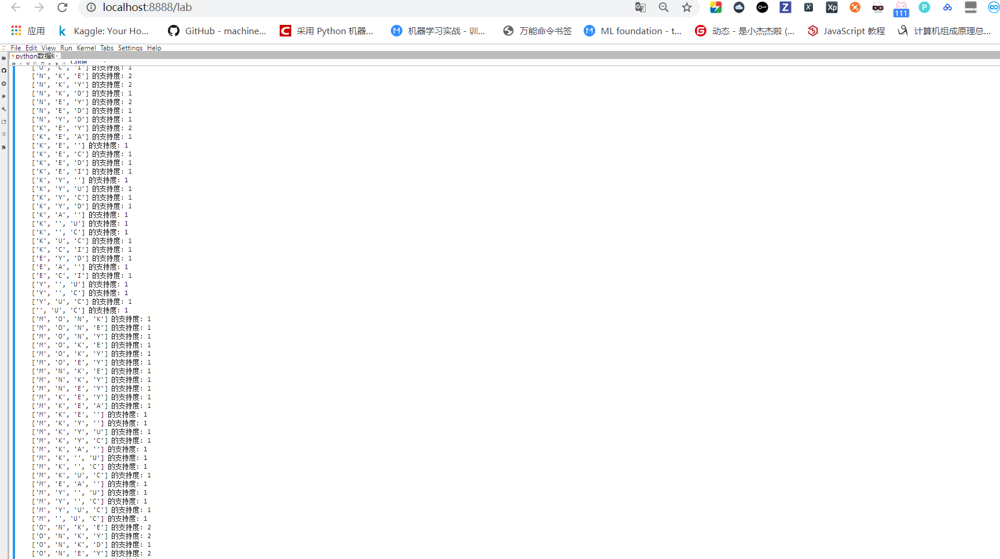 localhost:8888/lab
111
应用
Kaggle: Your Ho...
GitHub - machine...
采用 Python 机器...
机器学习实战 - 训...
万能命令书签
ML foundation - t...
动态 - 是小杰杰啦 (...
JavaScript 教程
计算机组成原理总...
File Edit View Run Kernel Tabs Settings Help
python数据
Code
['O', 'C', 'I'] 的支持度: 1
['N', 'K', 'E'] 的支持度: 2
['N', 'K', 'Y'] 的支持度: 2
['N', 'K', 'D'] 的支持度: 1
['N', 'E', 'Y'] 的支持度: 2
['N', 'E', 'D'] 的支持度: 1
['N', 'Y', 'D'] 的支持度: 1
['K', 'E', 'Y'] 的支持度: 2
['K', 'E', 'A'] 的支持度: 1
['K', 'E', ''] 的支持度: 1
['K', 'E', 'C'] 的支持度: 1
['K', 'E', 'D'] 的支持度: 1
['K', 'E', 'I'] 的支持度: 1
['K', 'Y', ''] 的支持度: 1
['K', 'Y', 'U'] 的支持度: 1
['K', 'Y', 'C'] 的支持度: 1
['K', 'Y', 'D'] 的支持度: 1
['K', 'A', ''] 的支持度: 1
['K', '', 'U'] 的支持度: 1
['K', '', 'C'] 的支持度: 1
['K', 'U', 'C'] 的支持度: 1
['K', 'C', 'I'] 的支持度: 1
['E', 'Y', 'D'] 的支持度: 1
['E', 'A', ''] 的支持度: 1
['E', 'C', 'I'] 的支持度: 1
['Y', '', 'U'] 的支持度: 1
['Y', '', 'C'] 的支持度: 1
['Y', 'U', 'C'] 的支持度: 1
['', 'U', 'C'] 的支持度: 1
['M', 'O', 'N', 'K'] 的支持度: 1
['M', 'O', 'N', 'E'] 的支持度: 1
['M', 'O', 'N', 'Y'] 的支持度: 1
['M', 'O', 'K', 'E'] 的支持度: 1
['M', 'O', 'K', 'Y'] 的支持度: 1
['M', 'O', 'E', 'Y'] 的支持度: 1
['M', 'N', 'K', 'E'] 的支持度: 1
['M', 'N', 'K', 'Y'] 的支持度: 1
['M', 'N', 'E', 'Y'] 的支持度: 1
['M', 'K', 'E', 'Y'] 的支持度: 1
['M', 'K', 'E', 'A'] 的支持度: 1
['M', 'K', 'E', ''] 的支持度: 1
['M', 'K', 'Y', ''] 的支持度: 1
['M', 'K', 'Y', 'U'] 的支持度: 1
['M', 'K', 'Y', 'C'] 的支持度: 1
['M', 'K', 'A', ''] 的支持度: 1
['M', 'K', '', 'U'] 的支持度: 1
['M', 'K', '', 'C'] 的支持度: 1
['M', 'K', 'U', 'C'] 的支持度: 1
['M', 'E', 'A', ''] 的支持度: 1
['M', 'Y', '', 'U'] 的支持度: 1
['M', 'Y', '', 'C'] 的支持度: 1
['M', 'Y', 'U', 'C'] 的支持度: 1
['M', '', 'U', 'C'] 的支持度: 1
['O', 'N', 'K', 'E'] 的支持度: 2
['O', 'N', 'K', 'Y'] 的支持度: 2
['O', 'N', 'K', 'D'] 的支持度: 1
['O', 'N', 'E', 'Y'] 的支持度: 2